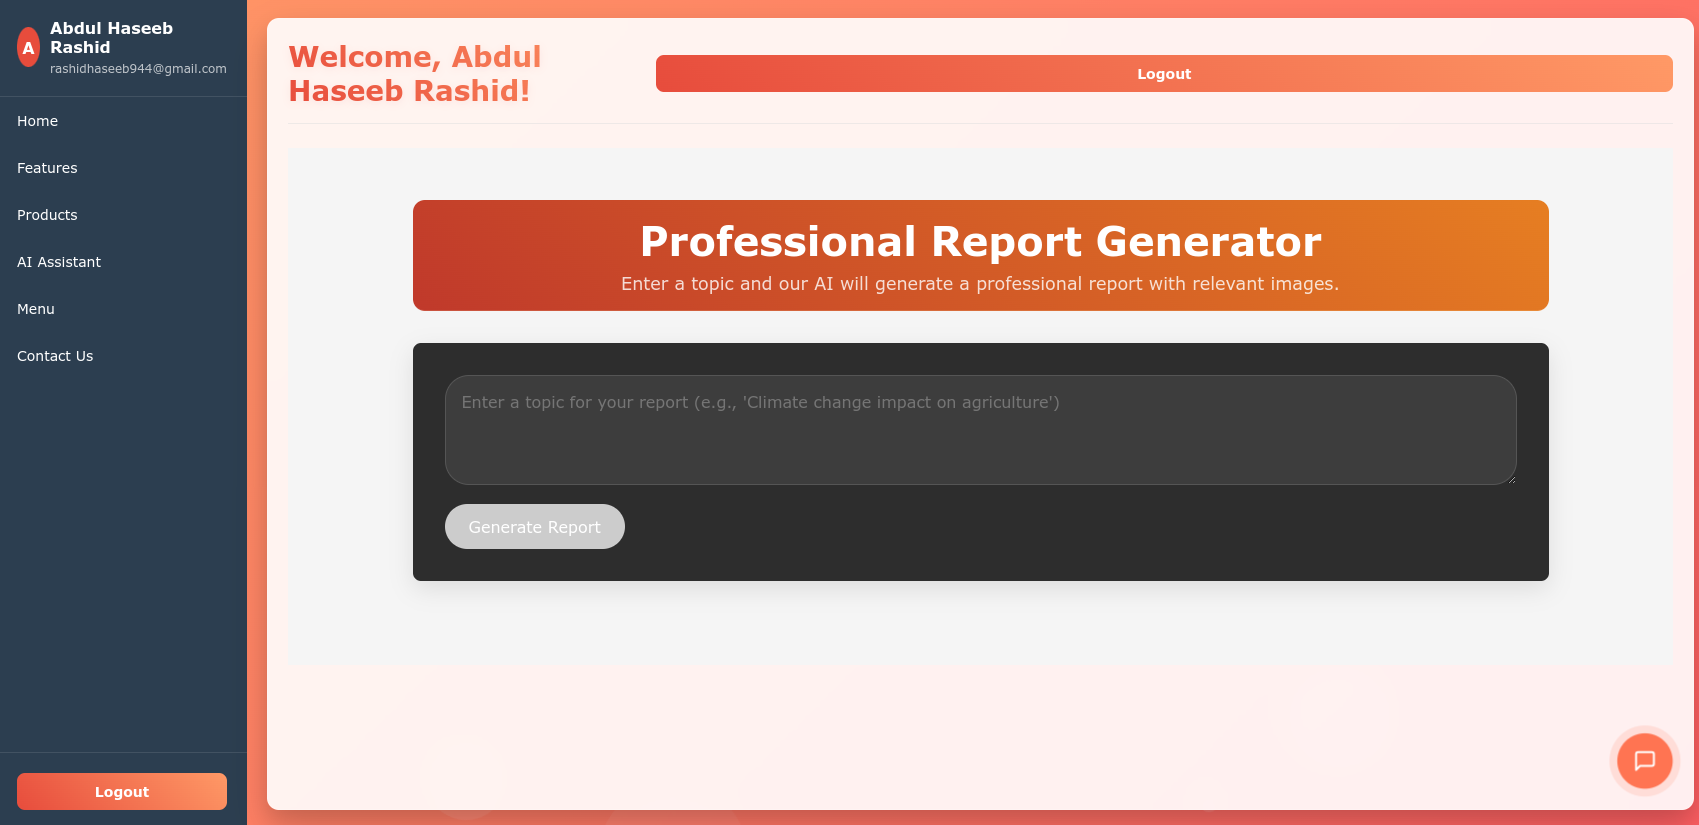 A
Abdul Haseeb
Rashid
rashidhaseeb944@gmail.com
Home
Features
Products
AI Assistant
Menu
Contact Us
Logout
Welcome, Abdul
Haseeb Rashid!
Logout
Professional Report Generator
Enter a topic and our AI will generate a professional report with relevant images.
Enter a topic for your report (e.g., 'Climate change impact on agriculture')
Generate Report